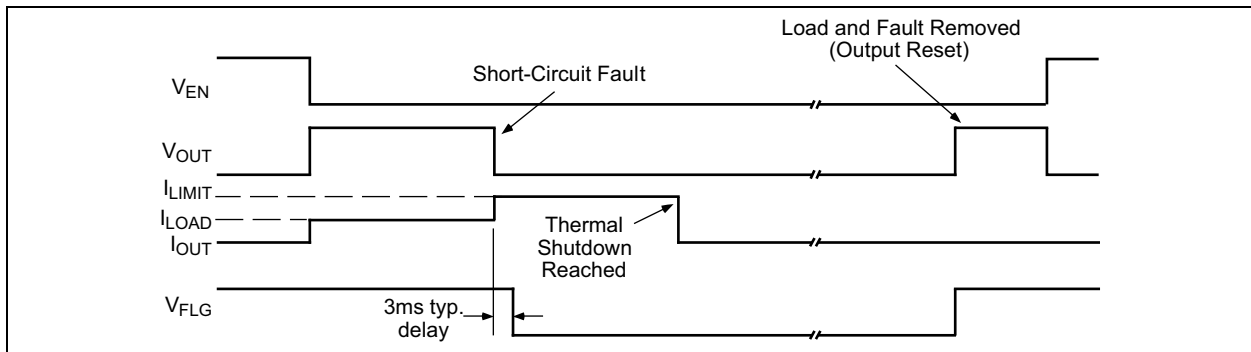 Load and Fault Removed
(Output Reset)
VEN
Short-Circuit Fault
VOUT
ILIMIT
ILOAD
IOUT
Thermal
Shutdown
Reached
VFLG
3ms typ.
delay